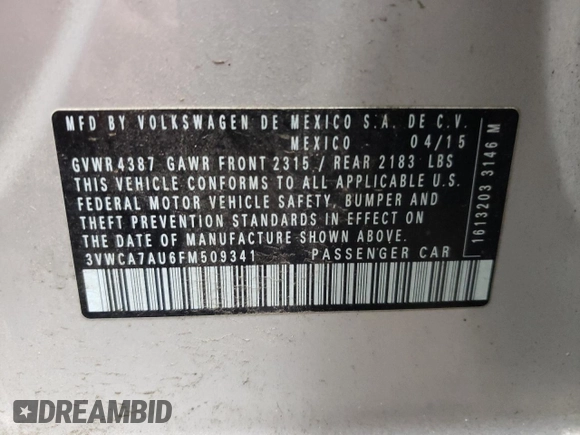 MFD BY VOLKSWAGEN DE MEXICO S.A. DE C.V.
MEXICO 04/15
GVWR4387 GAWR FRONT 2315 / REAR 2183 LBS
THIS VEHICLE CONFORMS TO ALL APPLICABLE U.S.
FEDERAL MOTOR VEHICLE SAFETY, BUMPER AND
THEFT PREVENTION STANDARDS IN EFFECT ON
DATE OF MANUFACTURE SHOWN ABOVE.
3VWCA7AU6FM509341 PASSENGER CAR
1613203 3146 M
DREAMBID